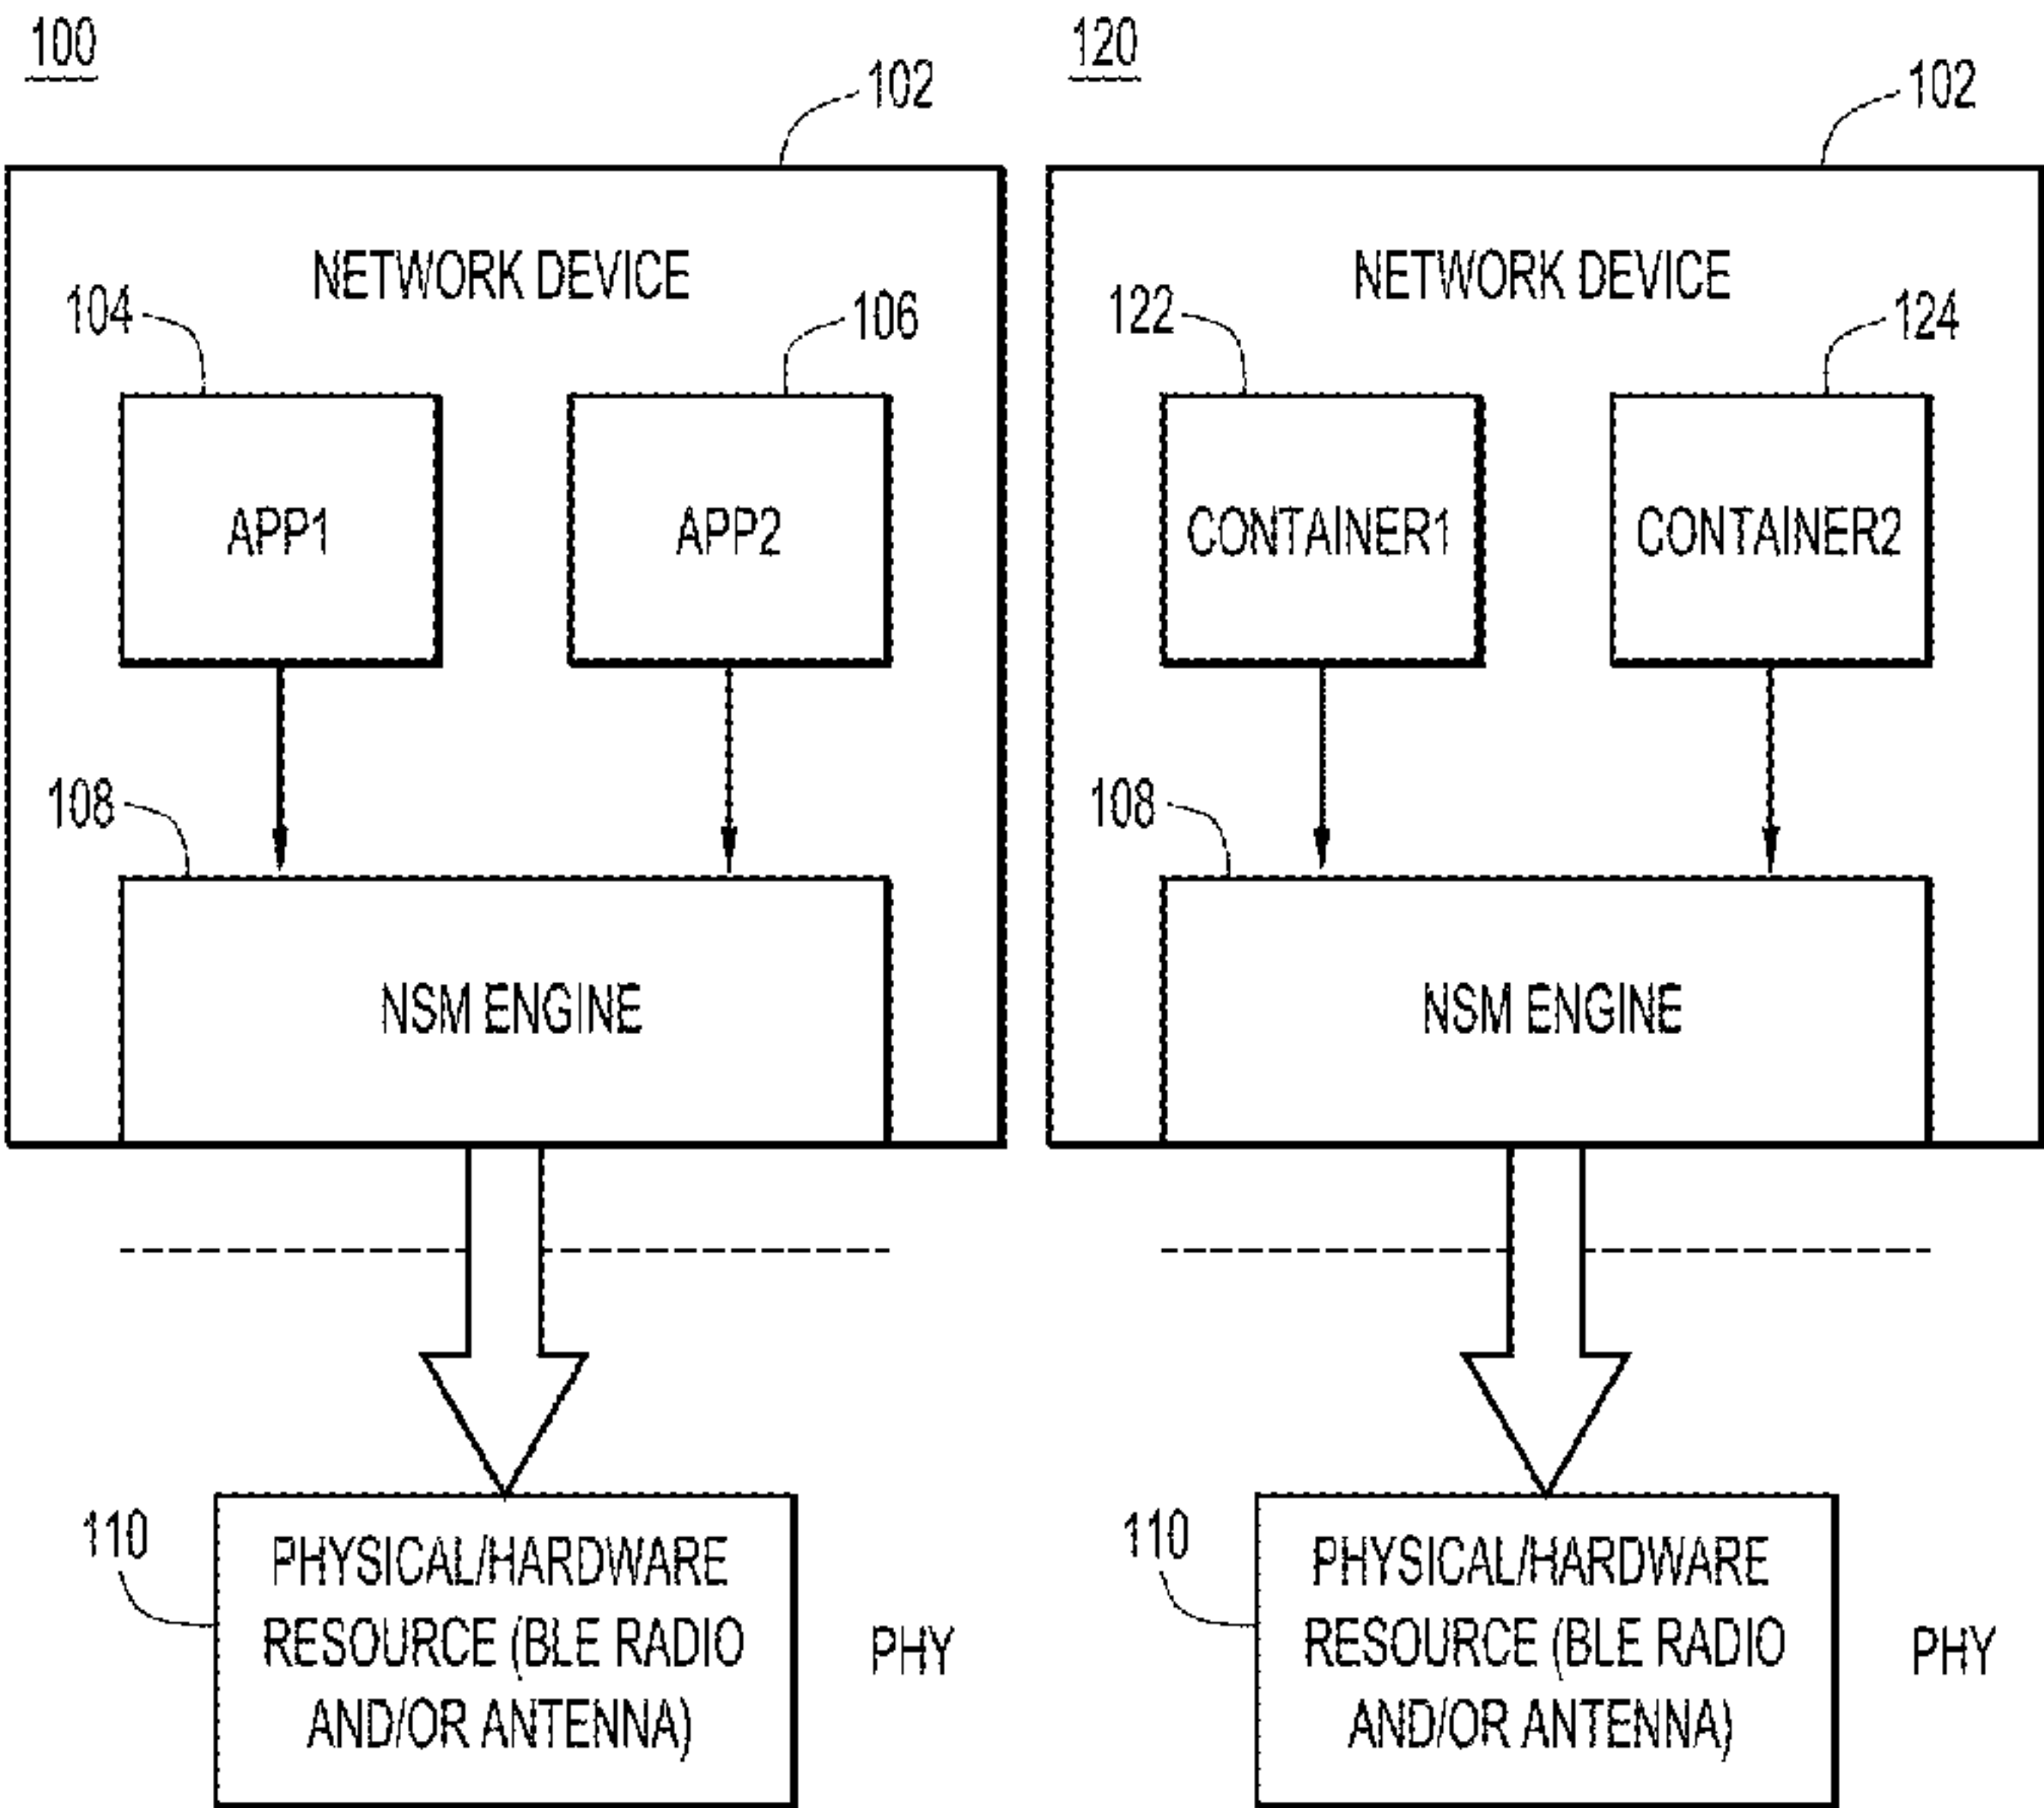 100
102
NETWORK DEVICE
104
106
APP1
APP2
108
NSM ENGINE
110
PHYSICAL/HARDWARE
RESOURCE (BLE RADIO
AND/OR ANTENNA)
PHY
120
102
NETWORK DEVICE
122
124
CONTAINER1
CONTAINER2
108
NSM ENGINE
110
PHYSICAL/HARDWARE
RESOURCE (BLE RADIO
AND/OR ANTENNA)
PHY